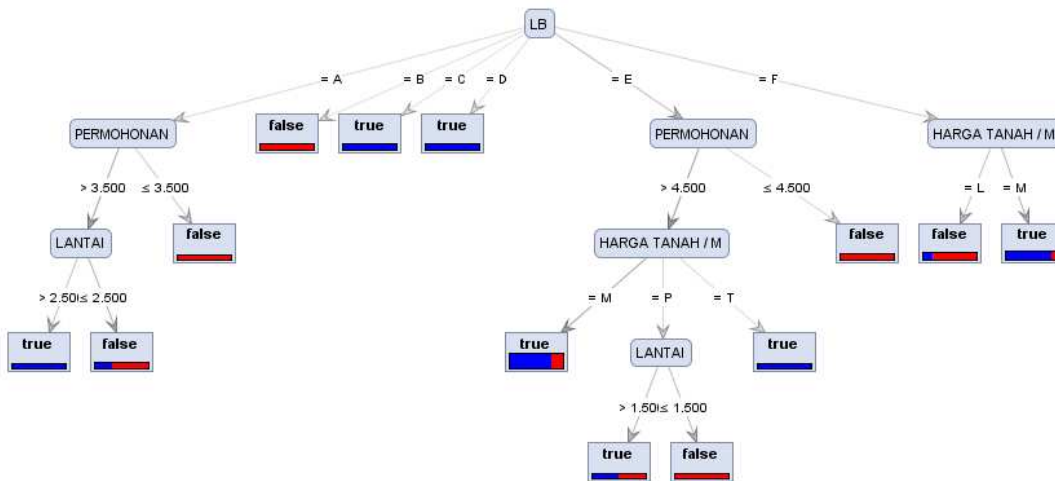 LB
= A
= B
= C
= D
= E
= F
PERMOHONAN
false
true
true
PERMOHONAN
HARGA TANAH / M
> 3.500
≤ 3.500
> 4.500
≤ 4.500
= L
= M
LANTAI
false
HARGA TANAH / M
false
false
true
> 2.50
≤ 2.500
= M
= P
= T
true
false
true
LANTAI
true
> 1.50
≤ 1.500
true
false